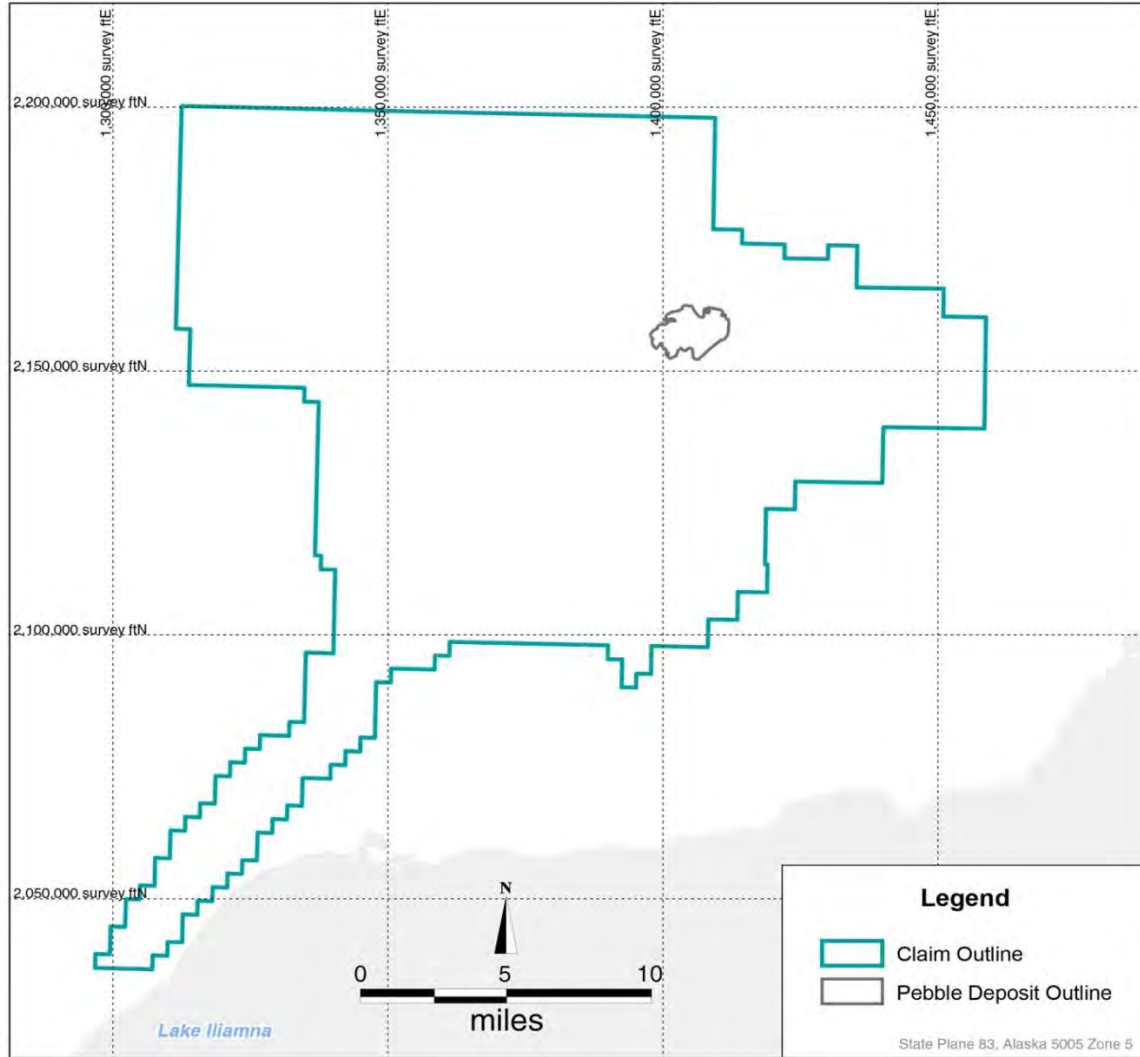 1,300,000 survey ftE
1,350,000 survey ftE
1,400,000 survey ftE
1,450,000 survey ftE
2,200,000 survey ftN
2,150,000 survey ftN
2,100,000 survey ftN
2,050,000 survey ftN
N
0 5 10
miles
Lake Iliamna
Legend
Claim Outline
Pebble Deposit Outline
State Plane 83, Alaska 5005 Zone 5